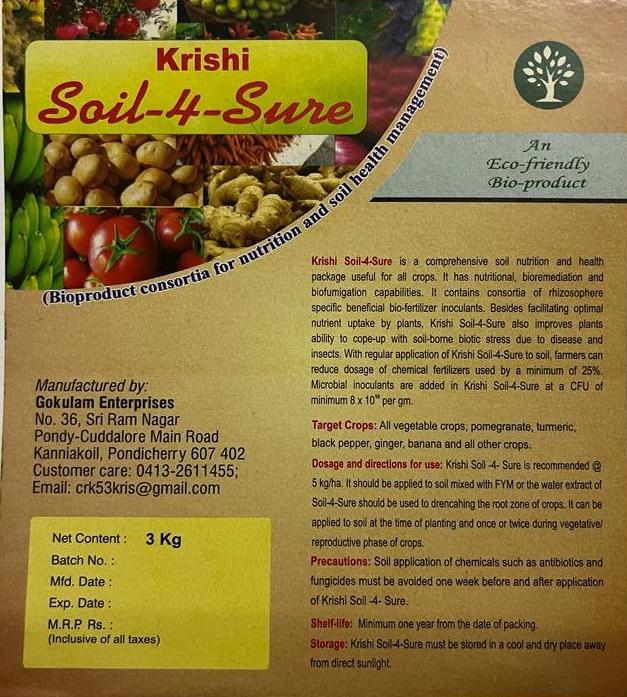 Krishi
Soil-4-Sure
(Bioproduct consortia for nutrition and soil health management)
An
Eco-friendly
Bio-product
Krishi Soil-4-Sure is a comprehensive soil nutrition and health
package useful for all crops. It has nutritional, bioremediation and
biofumigation capabilities. It contains consortia of rhizosophere
specific beneficial bio-fertilizer inoculants. Besides facilitating optimal
nutrient uptake by plants, Krishi Soil-4-Sure also improves plants
ability to cope-up with soil-borne biotic stress due to disease and
insects. With regular application of Krishi Soil-4-Sure to soil, farmers can
reduce dosage of chemical fertilizers used by a minimum of 25%.
Microbial inoculants are added in Krishi Soil-4-Sure at a CFU of
minimum 8 x 10 per gm.
Target Crops: All vegetable crops, pomegranate, turmeric,
black pepper, ginger, banana and all other crops.
Dosage and directions for use: Krishi Soil -4- Sure is recommended @
5 kg/ha. It should be applied to soil mixed with FYM or the water extract of
Soil-4-Sure should be used to drencahing the root zone of crops. It can be
applied to soil at the time of planting and once or twice during vegetative/
reproductive phase of crops.
Precautions: Soil application of chemicals such as antibiotics and
fungicides must be avoided one week before and after application
of Krishi Soil -4- Sure.
Shelf-life: Minimum one year from the date of packing.
Storage: Krishi Soil-4-Sure must be stored in a cool and dry place away
from direct sunlight.
Manufactured by:
Gokulam Enterprises
No. 36, Sri Ram Nagar
Pondy-Cuddalore Main Road
Kanniakoil, Pondicherry 607 402
Customer care: 0413-2611455;
Email: crk53kris@gmail.com
Net Content : 3 Kg
Batch No. :
Mfd. Date :
Exp. Date :
M.R.P. Rs. :
(Inclusive of all taxes)